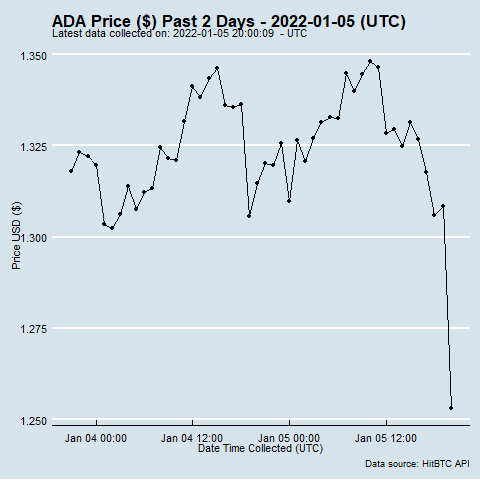 ADA Price ($) Past 2 Days - 2022-01-05 (UTC)
Latest data collected on: 2022-01-05 20:00:09 - UTC
1.350
1.325
1.300
1.275
1.250
Price USD ($)
Jan 04 00:00
Jan 04 12:00
Jan 05 00:00
Jan 05 12:00
Date Time Collected (UTC)
Data source: HitBTC API